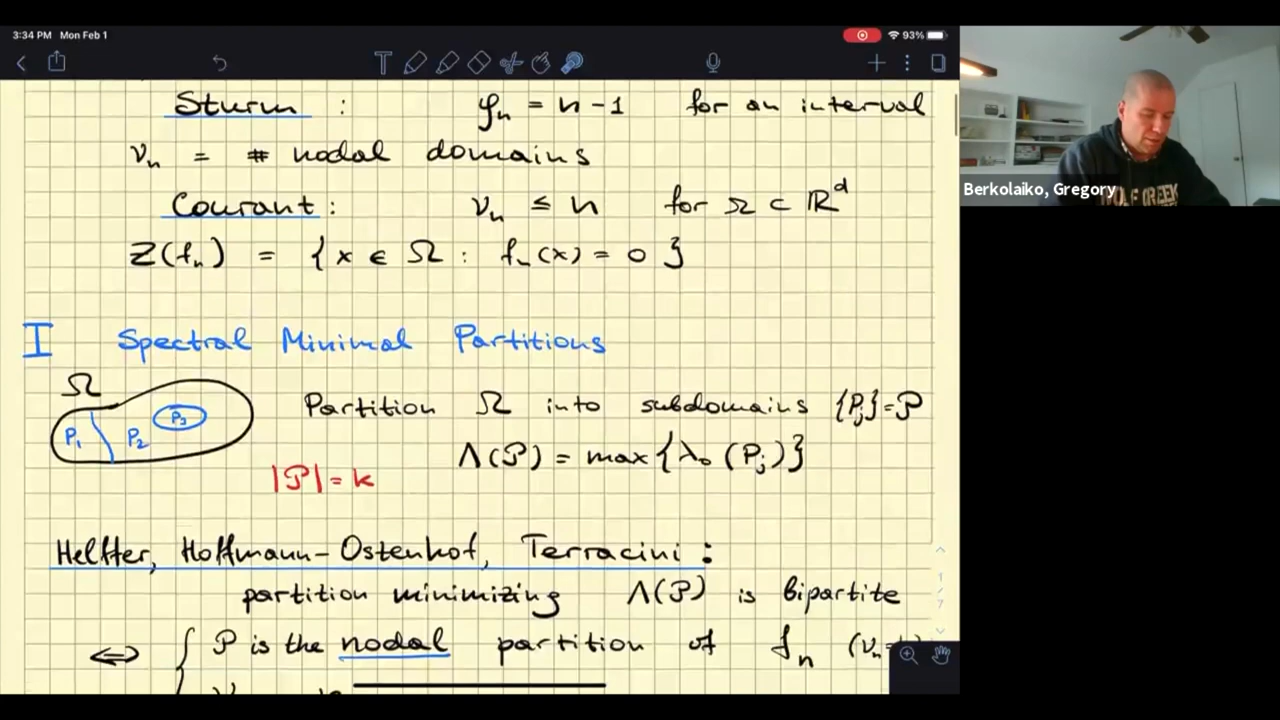 3:34 PM Mon Feb 1
93%
Sturm : φₙ = n - 1 for an interval
νₙ = # nodal domains
Courant : νₙ ≤ n for Ω ⊂ ℝᵈ
Z(fₙ) = { x ∈ Ω : fₙ(x) = 0 }
I Spectral Minimal Partitions
Ω
P₁ P₂ P₃
Partition Ω into subdomains {Pⱼ} = 𝒫
Λ(𝒫) = max{λ₀(Pⱼ)}
|𝒫| = k
Helffer, Hoffmann-Ostenhof, Terracini :
partition minimizing Λ(𝒫) is bipartite
⇔ { 𝒫 is the nodal partition of fₙ (νₙ=
Berkolaiko, Gregory